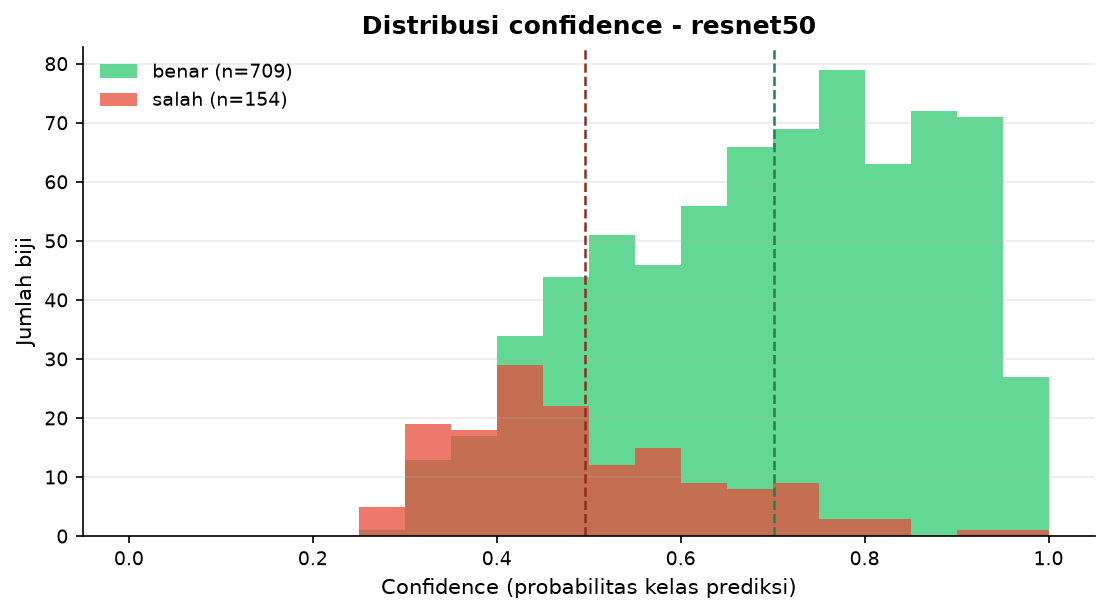 Distribusi confidence - resnet50
benar (n=709)
salah (n=154)
Jumlah biji
80
70
60
50
40
30
20
10
0
0.0 0.2 0.4 0.6 0.8 1.0
Confidence (probabilitas kelas prediksi)